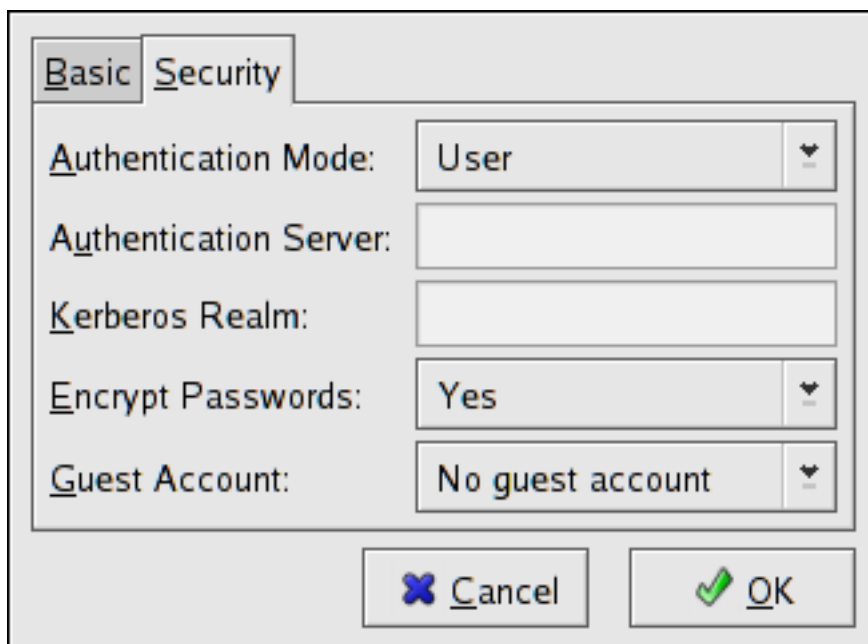 Basic Security
Authentication Mode: User
Authentication Server:
Kerberos Realm:
Encrypt Passwords: Yes
Guest Account: No guest account
Cancel OK